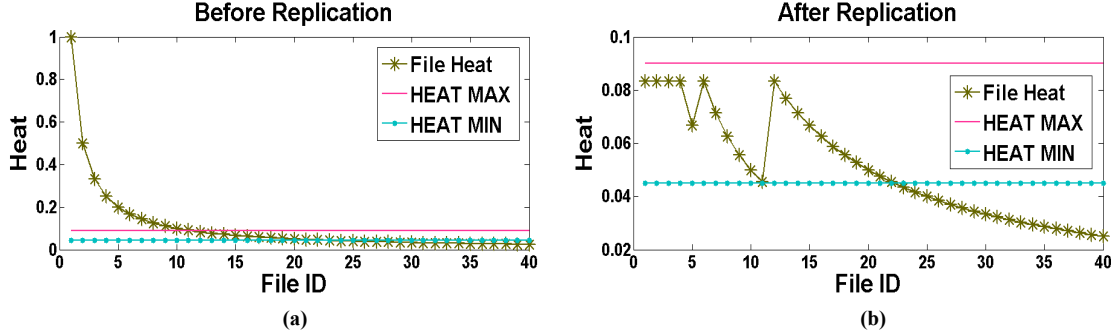 Before Replication
1
0.8
0.6
0.4
0.2
0
Heat
File Heat
HEAT MAX
HEAT MIN
0 5 10 15 20 25 30 35 40
File ID
(a)
After Replication
0.1
0.08
0.06
0.04
0.02
Heat
File Heat
HEAT MAX
HEAT MIN
0 5 10 15 20 25 30 35 40
File ID
(b)